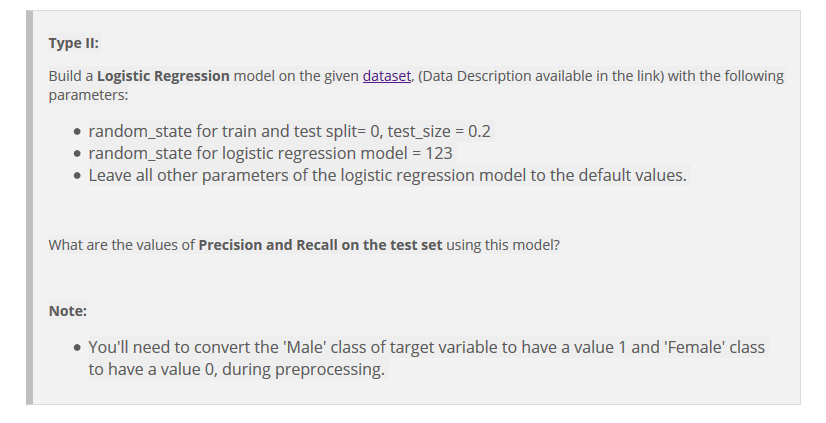 Type II:
Build a Logistic Regression model on the given dataset, (Data Description available in the link) with the following
parameters:
• random_state for train and test split= 0, test_size = 0.2
• random_state for logistic regression model = 123
• Leave all other parameters of the logistic regression model to the default values.
What are the values of Precision and Recall on the test set using this model?
Note:
• You'll need to convert the 'Male' class of target variable to have a value 1 and 'Female' class
to have a value 0, during preprocessing.